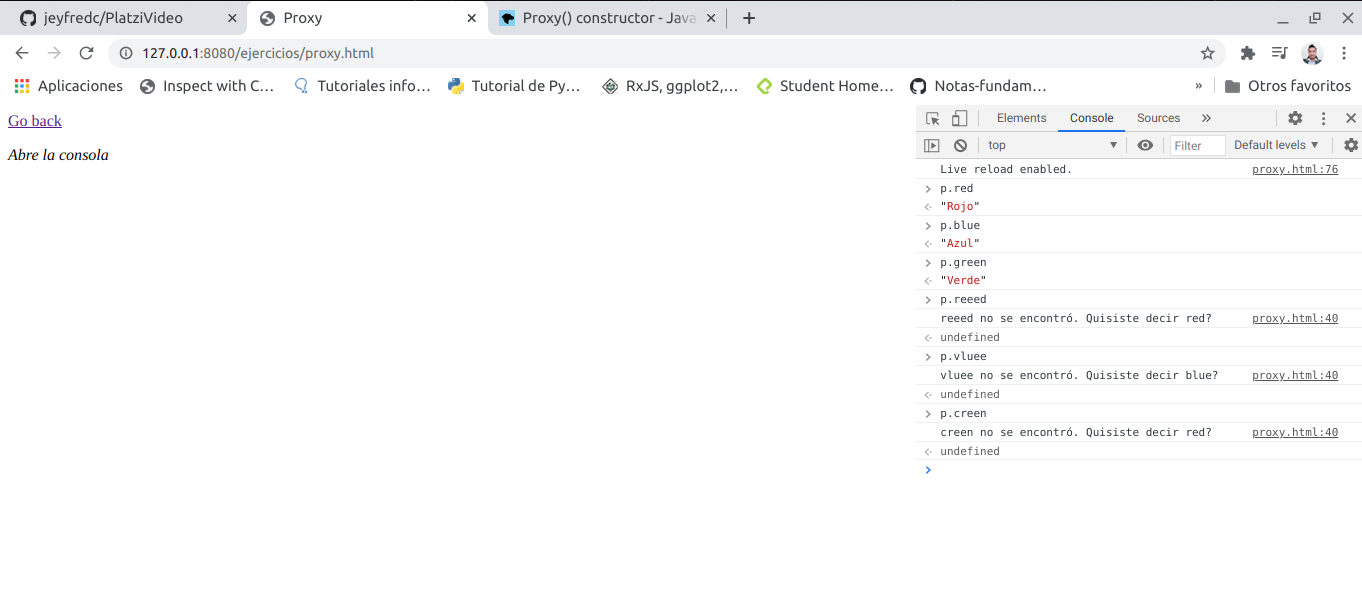 jeyfredc/PlatziVideo
Proxy
Proxy() constructor - Java
127.0.0.1:8080/ejercicios/proxy.html
Aplicaciones
Inspect with C...
Tutoriales info...
Tutorial de Py...
RxJS, ggplot2,...
Student Home...
Notas-fundam...
»
Otros favoritos
Go back
Abre la consola
Elements Console Sources »
top Filter Default levels
Live reload enabled. proxy.html:76
p.red
"Rojo"
p.blue
"Azul"
p.green
"Verde"
p.reeed
reeed no se encontró. Quisiste decir red? proxy.html:40
undefined
p.vluee
vluee no se encontró. Quisiste decir blue? proxy.html:40
undefined
p.creen
creen no se encontró. Quisiste decir red? proxy.html:40
undefined